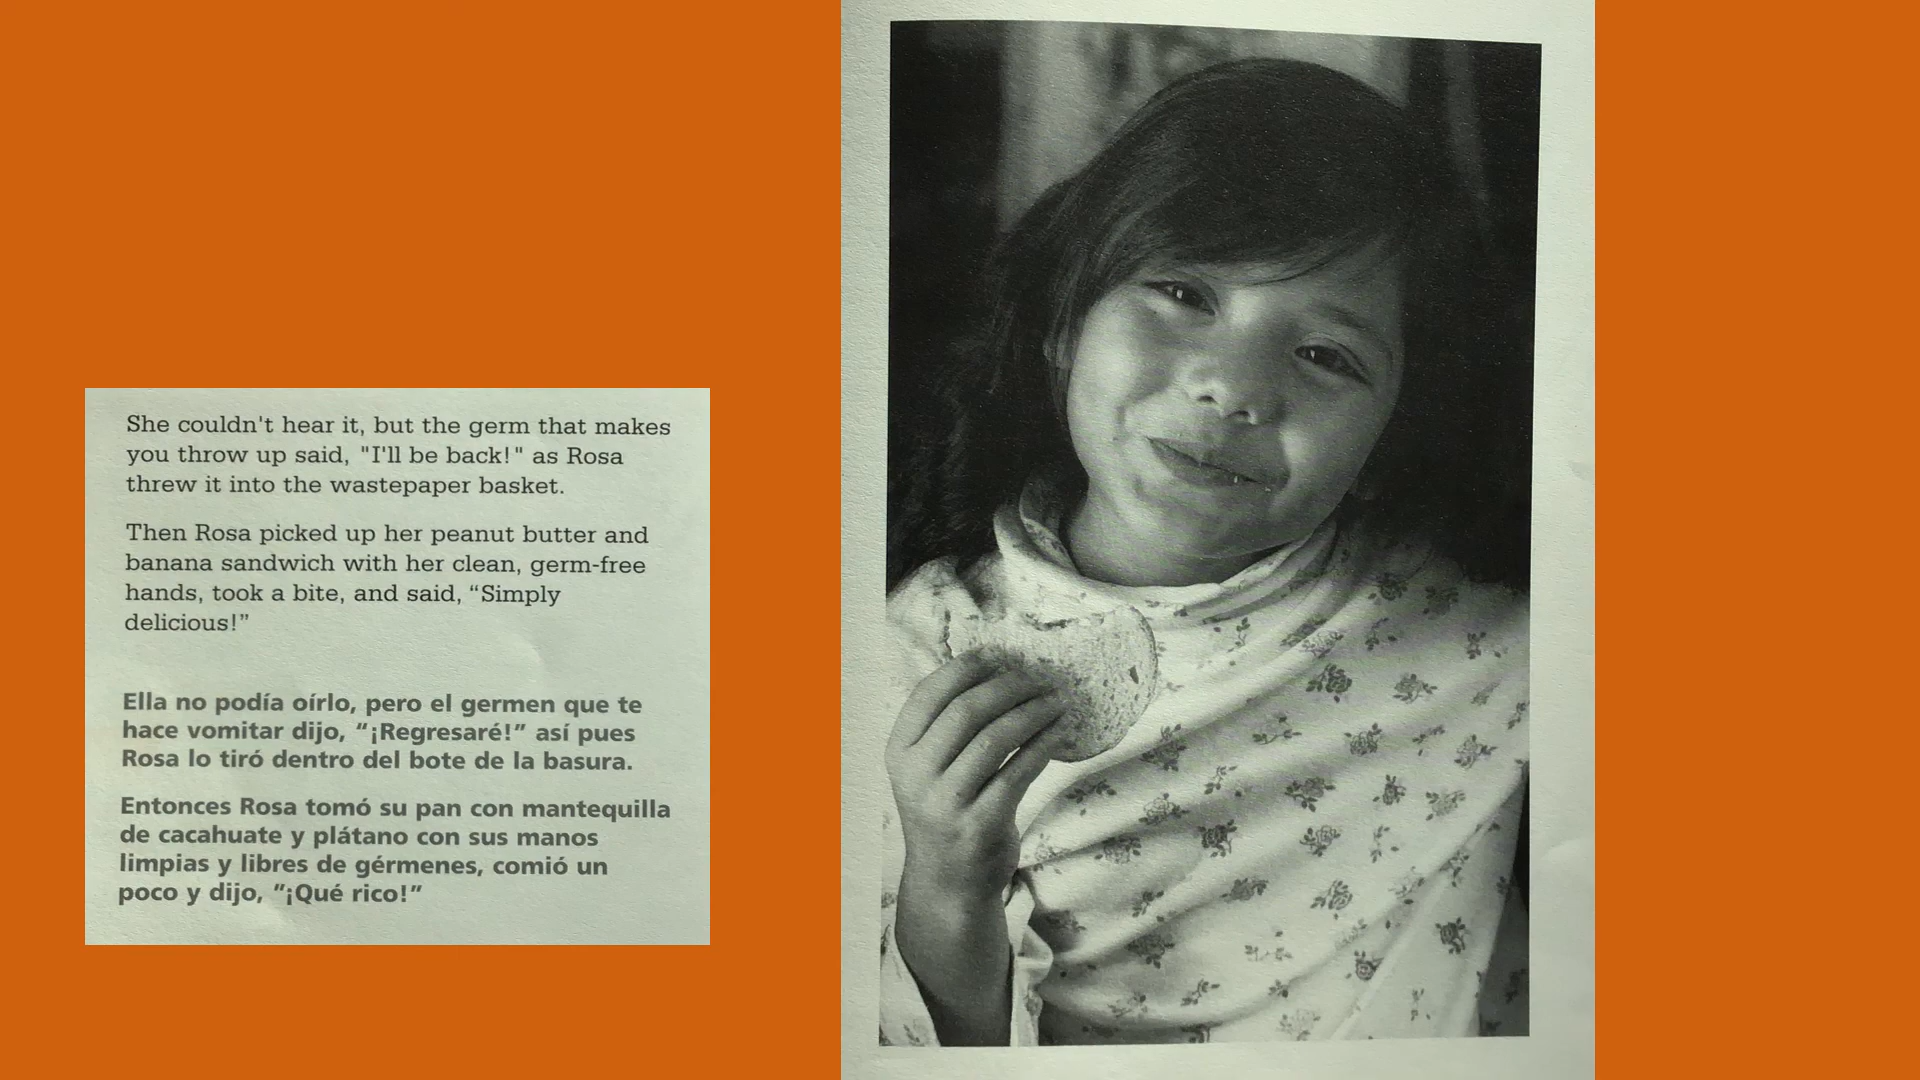 She couldn't hear it, but the germ that makes
you throw up said, "I'll be back!" as Rosa
threw it into the wastepaper basket.
Then Rosa picked up her peanut butter and
banana sandwich with her clean, germ-free
hands, took a bite, and said, “Simply
delicious!”
Ella no podía oírlo, pero el germen que te
hace vomitar dijo, “¡Regresaré!” así pues
Rosa lo tiró dentro del bote de la basura.
Entonces Rosa tomó su pan con mantequilla
de cacahuate y plátano con sus manos
limpias y libres de gérmenes, comió un
poco y dijo, ”¡Qué rico!”